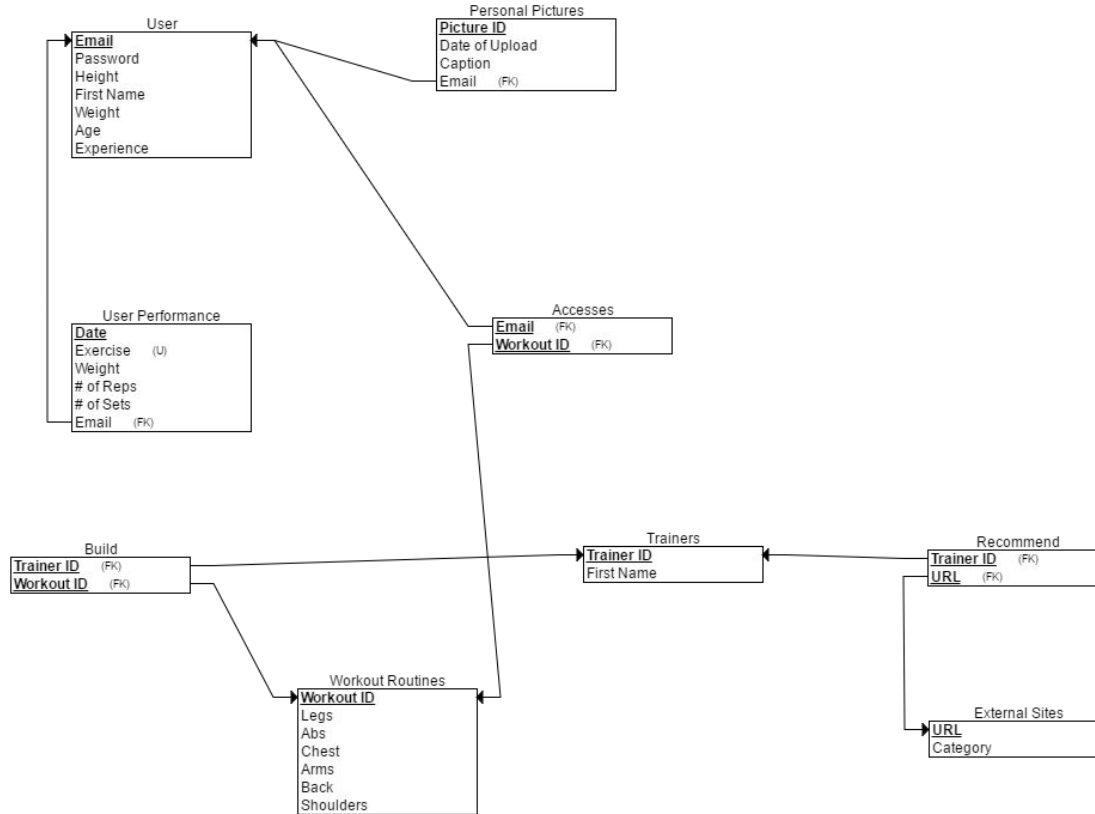 User
Email
Password
Height
First Name
Weight
Age
Experience
Personal Pictures
Picture ID
Date of Upload
Caption
Email (FK)
User Performance
Date
Exercise (U)
Weight
# of Reps
# of Sets
Email (FK)
Accesses
Email (FK)
Workout ID (FK)
Build
Trainer ID (FK)
Workout ID (FK)
Trainers
Trainer ID
First Name
Recommend
Trainer ID (FK)
URL (FK)
Workout Routines
Workout ID
Legs
Abs
Chest
Arms
Back
Shoulders
External Sites
URL
Category